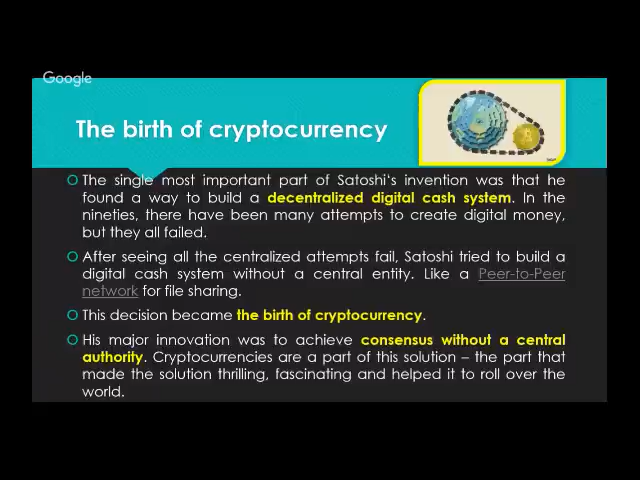 Google
The birth of cryptocurrency
The single most important part of Satoshi's invention was that he
found a way to build a decentralized digital cash system. In the
nineties, there have been many attempts to create digital money,
but they all failed.
After seeing all the centralized attempts fail, Satoshi tried to build a
digital cash system without a central entity. Like a Peer-to-Peer
network for file sharing.
This decision became the birth of cryptocurrency.
His major innovation was to achieve consensus without a central
authority. Cryptocurrencies are a part of this solution – the part that
made the solution thrilling, fascinating and helped it to roll over the
world.